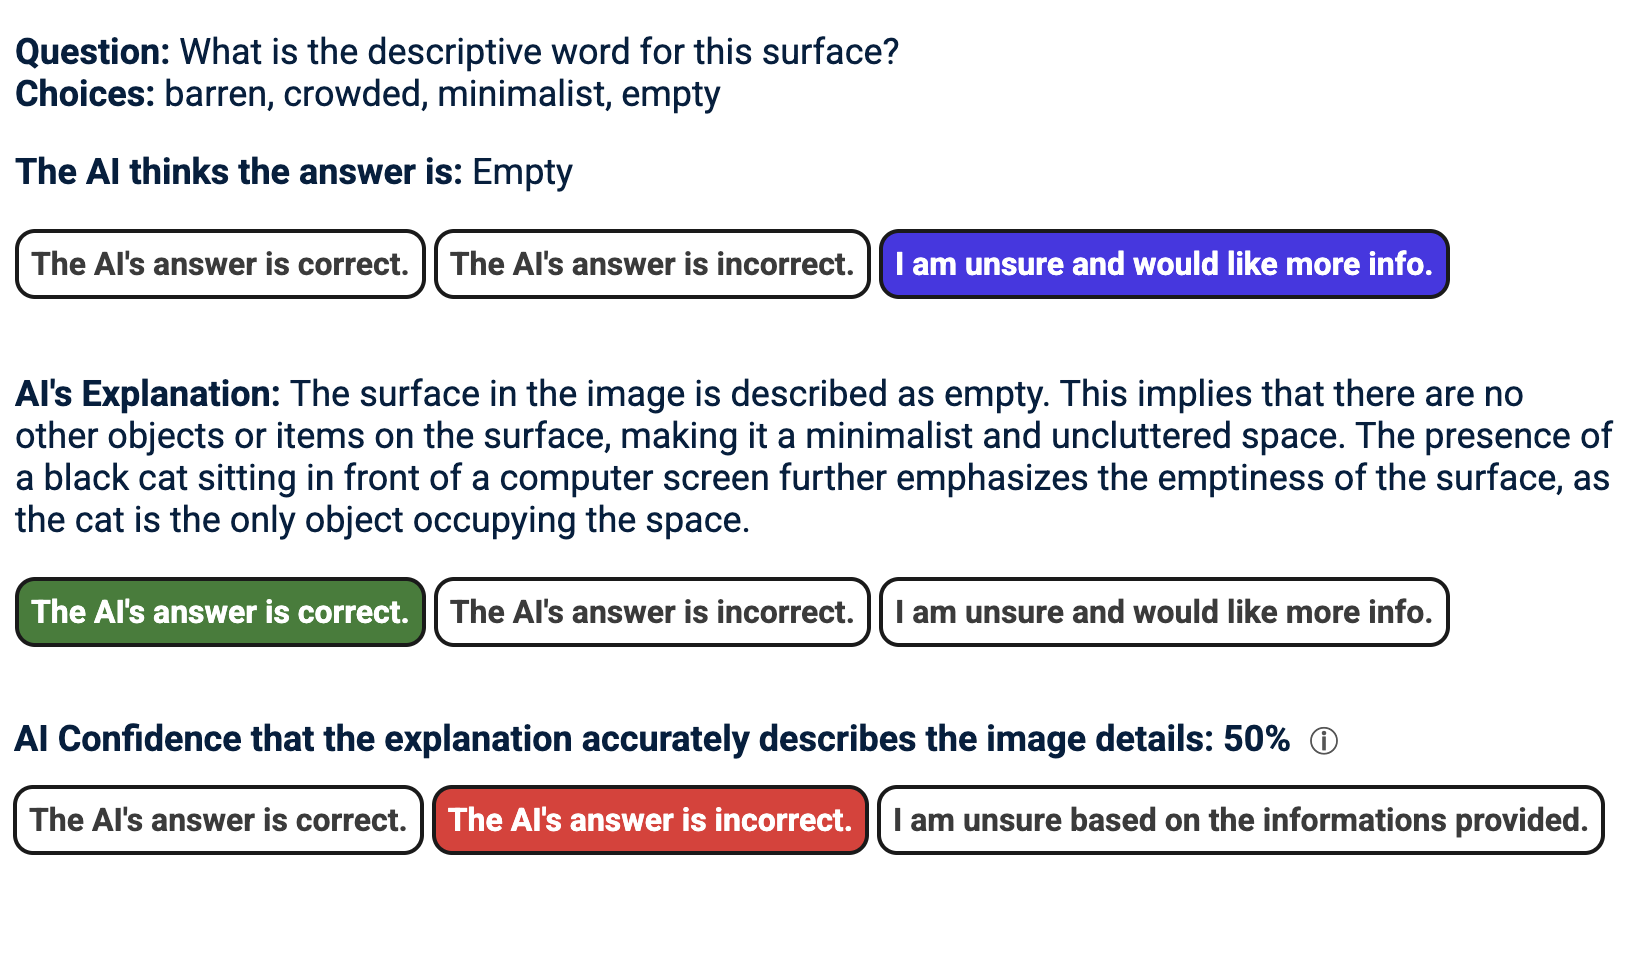 Question: What is the descriptive word for this surface?
Choices: barren, crowded, minimalist, empty
The AI thinks the answer is: Empty
The AI's answer is correct. The AI's answer is incorrect. I am unsure and would like more info.
AI's Explanation: The surface in the image is described as empty. This implies that there are no
other objects or items on the surface, making it a minimalist and uncluttered space. The presence of
a black cat sitting in front of a computer screen further emphasizes the emptiness of the surface, as
the cat is the only object occupying the space.
The AI's answer is correct. The AI's answer is incorrect. I am unsure and would like more info.
AI Confidence that the explanation accurately describes the image details: 50% ⓘ
The AI's answer is correct. The AI's answer is incorrect. I am unsure based on the informations provided.